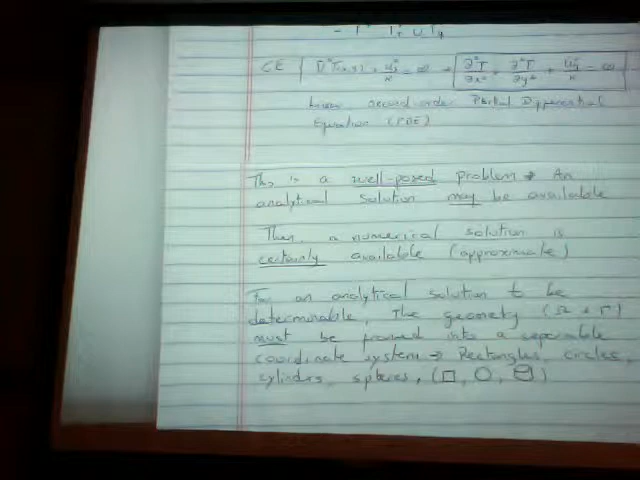 CE | ∇²T(x,y) + u‴/k = 0 → ∂²T/∂x² + ∂²T/∂y² + u‴/k = 0
Linear second order Partial Differential
Equation (PDE)
This is a well-posed problem → An
analytical solution may be available
Then a numerical solution is
certainly available (approximate)
For an analytical solution to be
determinable, the geometry (Ω + Γ)
must be formed into a separable
coordinate system → Rectangles, circles,
cylinders, spheres, (□, ○,